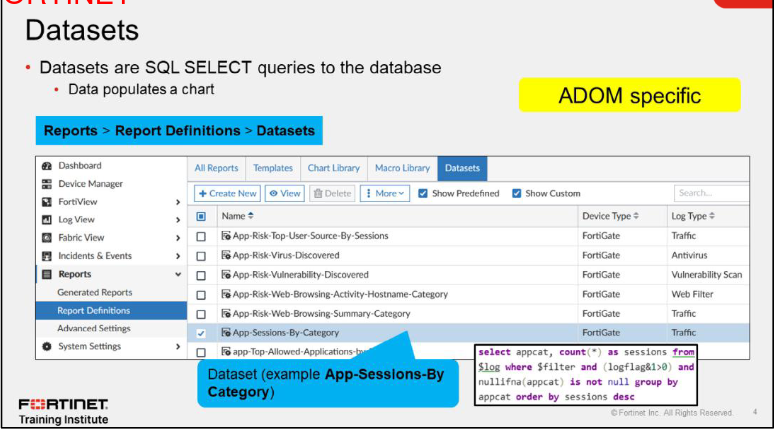 Datasets
• Datasets are SQL SELECT queries to the database
• Data populates a chart
ADOM specific
Reports > Report Definitions > Datasets
Dashboard
Device Manager
FortiView
Log View
Fabric View
Incidents & Events
Reports
Generated Reports
Report Definitions
Advanced Settings
System Settings
All Reports Templates Chart Library Macro Library Datasets
+ Create New View Delete More Show Predefined Show Custom Search...
Name Device Type Log Type
App-Risk-Top-User-Source-By-Sessions FortiGate Traffic
App-Risk-Virus-Discovered FortiGate Antivirus
App-Risk-Vulnerability-Discovered FortiGate Vulnerability Scan
App-Risk-Web-Browsing-Activity-Hostname-Category FortiGate Web Filter
App-Risk-Web-Browsing-Summary-Category FortiGate Traffic
App-Sessions-By-Category FortiGate Traffic
app-Top-Allowed-Applications-by
Dataset (example App-Sessions-By
Category)
select appcat, count(*) as sessions from
$log where $filter and (logflag&1>0) and
nullifna(appcat) is not null group by
appcat order by sessions desc
FORTINET
Training Institute
© Fortinet Inc. All Rights Reserved. 4